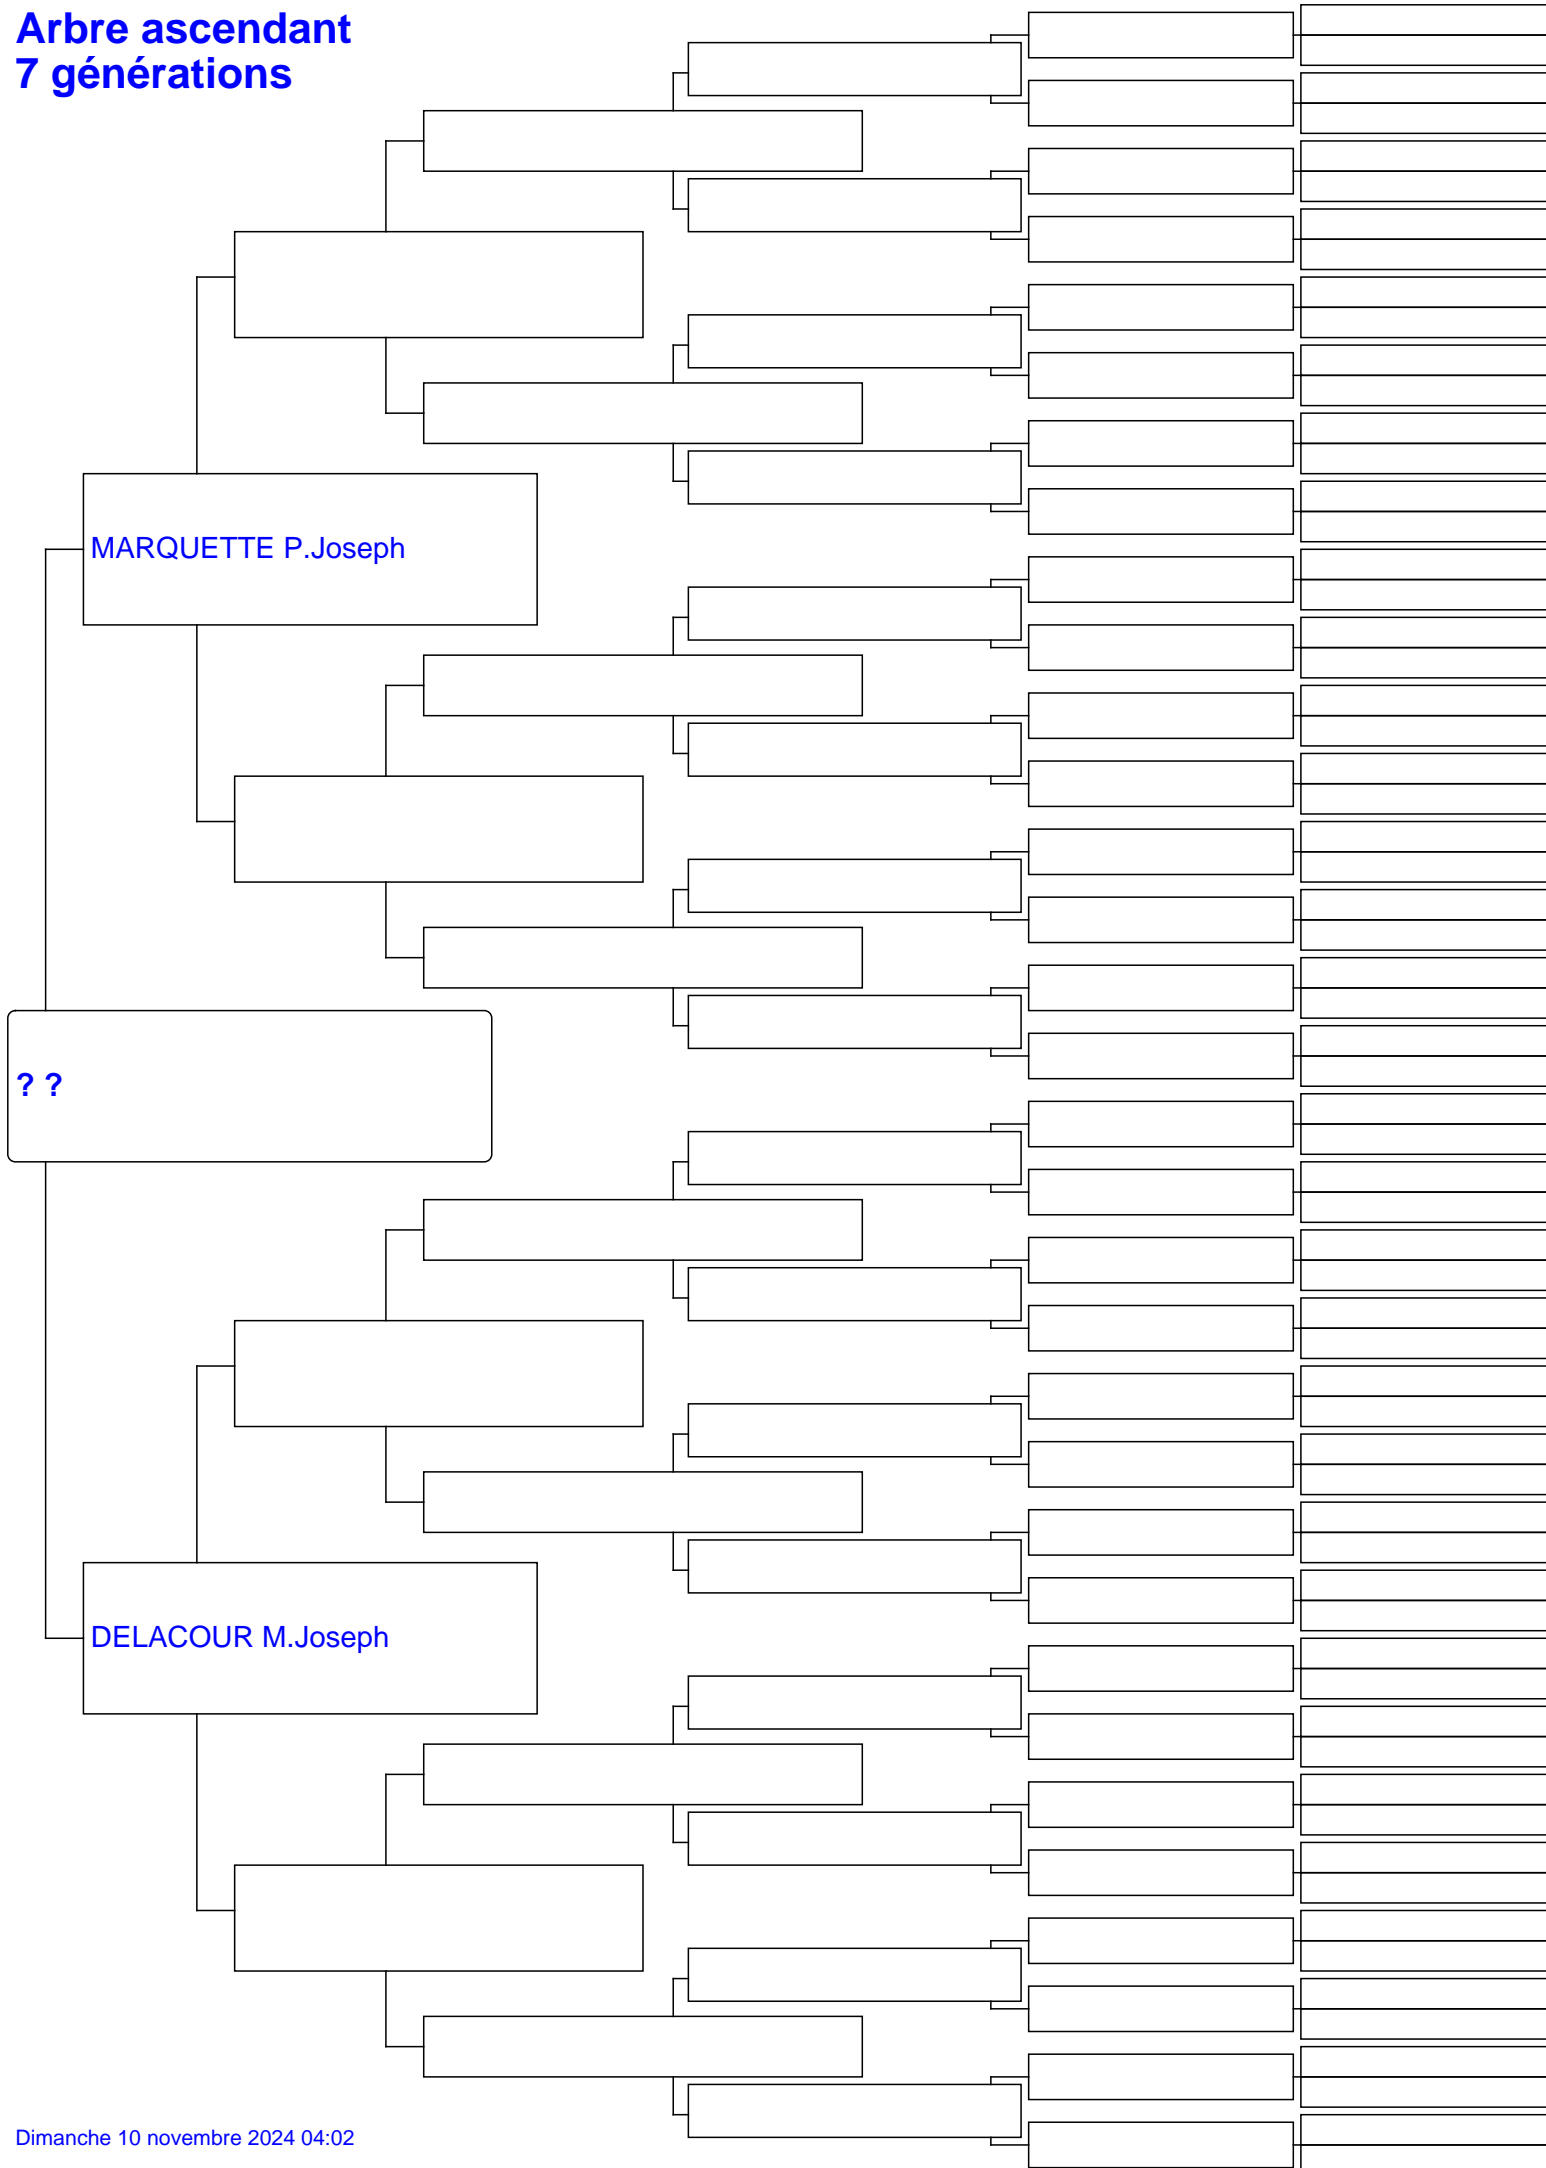 Arbre ascendant
7 générations
MARQUETTE P.Joseph
? ?
DELACOUR M.Joseph
Dimanche 10 novembre 2024 04:02